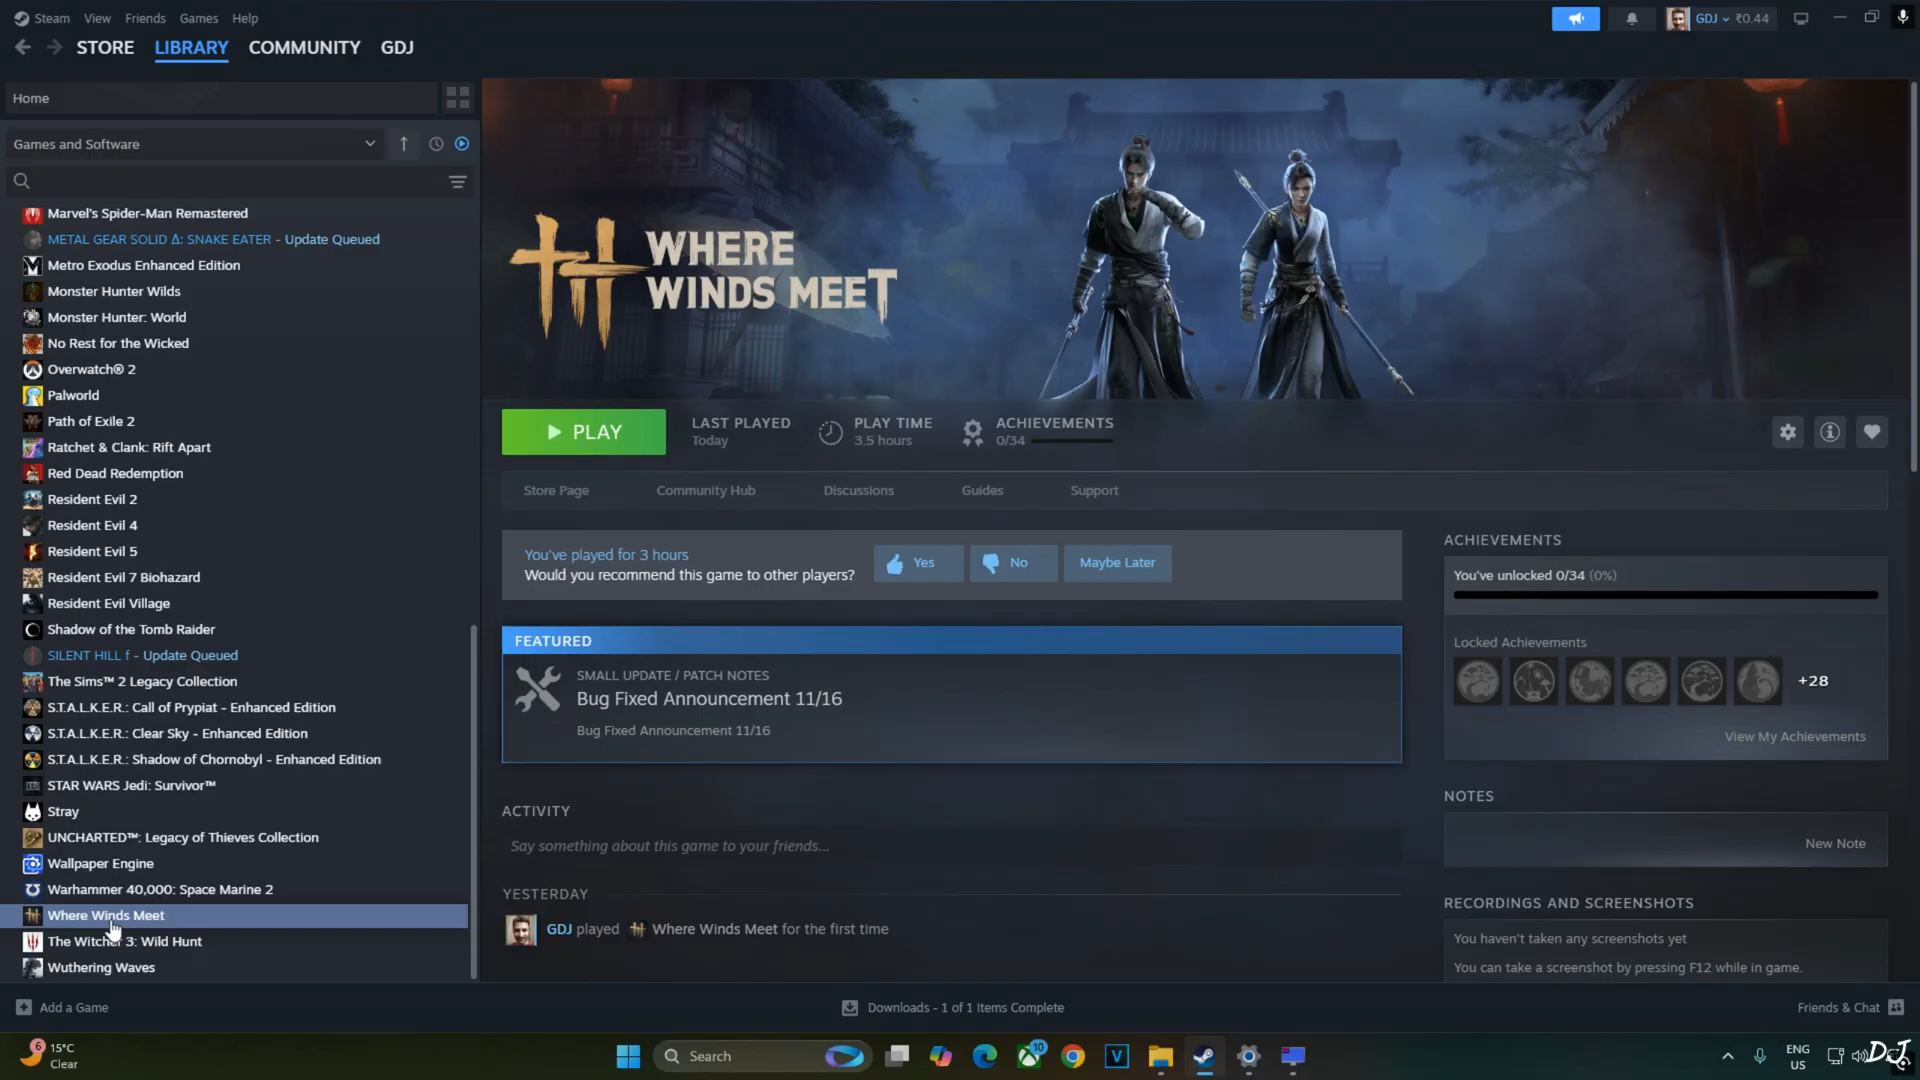 Steam View Friends Games Help
GDJ ₹0.44
STORE LIBRARY COMMUNITY GDJ
Home
Games and Software
Marvel's Spider-Man Remastered
METAL GEAR SOLID Δ: SNAKE EATER - Update Queued
Metro Exodus Enhanced Edition
Monster Hunter Wilds
Monster Hunter: World
No Rest for the Wicked
Overwatch® 2
Palworld
Path of Exile 2
Ratchet & Clank: Rift Apart
Red Dead Redemption
Resident Evil 2
Resident Evil 4
Resident Evil 5
Resident Evil 7 Biohazard
Resident Evil Village
Shadow of the Tomb Raider
SILENT HILL f - Update Queued
The Sims™ 2 Legacy Collection
S.T.A.L.K.E.R.: Call of Prypiat - Enhanced Edition
S.T.A.L.K.E.R.: Clear Sky - Enhanced Edition
S.T.A.L.K.E.R.: Shadow of Chornobyl - Enhanced Edition
STAR WARS Jedi: Survivor™
Stray
UNCHARTED™: Legacy of Thieves Collection
Wallpaper Engine
Warhammer 40,000: Space Marine 2
Where Winds Meet
The Witcher 3: Wild Hunt
Wuthering Waves
WHERE
WINDS MEET
PLAY
LAST PLAYED
Today
PLAY TIME
3.5 hours
ACHIEVEMENTS
0/34
Store Page Community Hub Discussions Guides Support
You've played for 3 hours
Would you recommend this game to other players?
Yes No Maybe Later
FEATURED
SMALL UPDATE / PATCH NOTES
Bug Fixed Announcement 11/16
Bug Fixed Announcement 11/16
ACTIVITY
Say something about this game to your friends...
YESTERDAY
GDJ played Where Winds Meet for the first time
ACHIEVEMENTS
You've unlocked 0/34 (0%)
Locked Achievements
+28
View My Achievements
NOTES
New Note
RECORDINGS AND SCREENSHOTS
You haven't taken any screenshots yet
You can take a screenshot by pressing F12 while in game.
Add a Game
Downloads - 1 of 1 Items Complete
Friends & Chat
6
15°C
Clear
Search
10
V
ENG
US
DJ